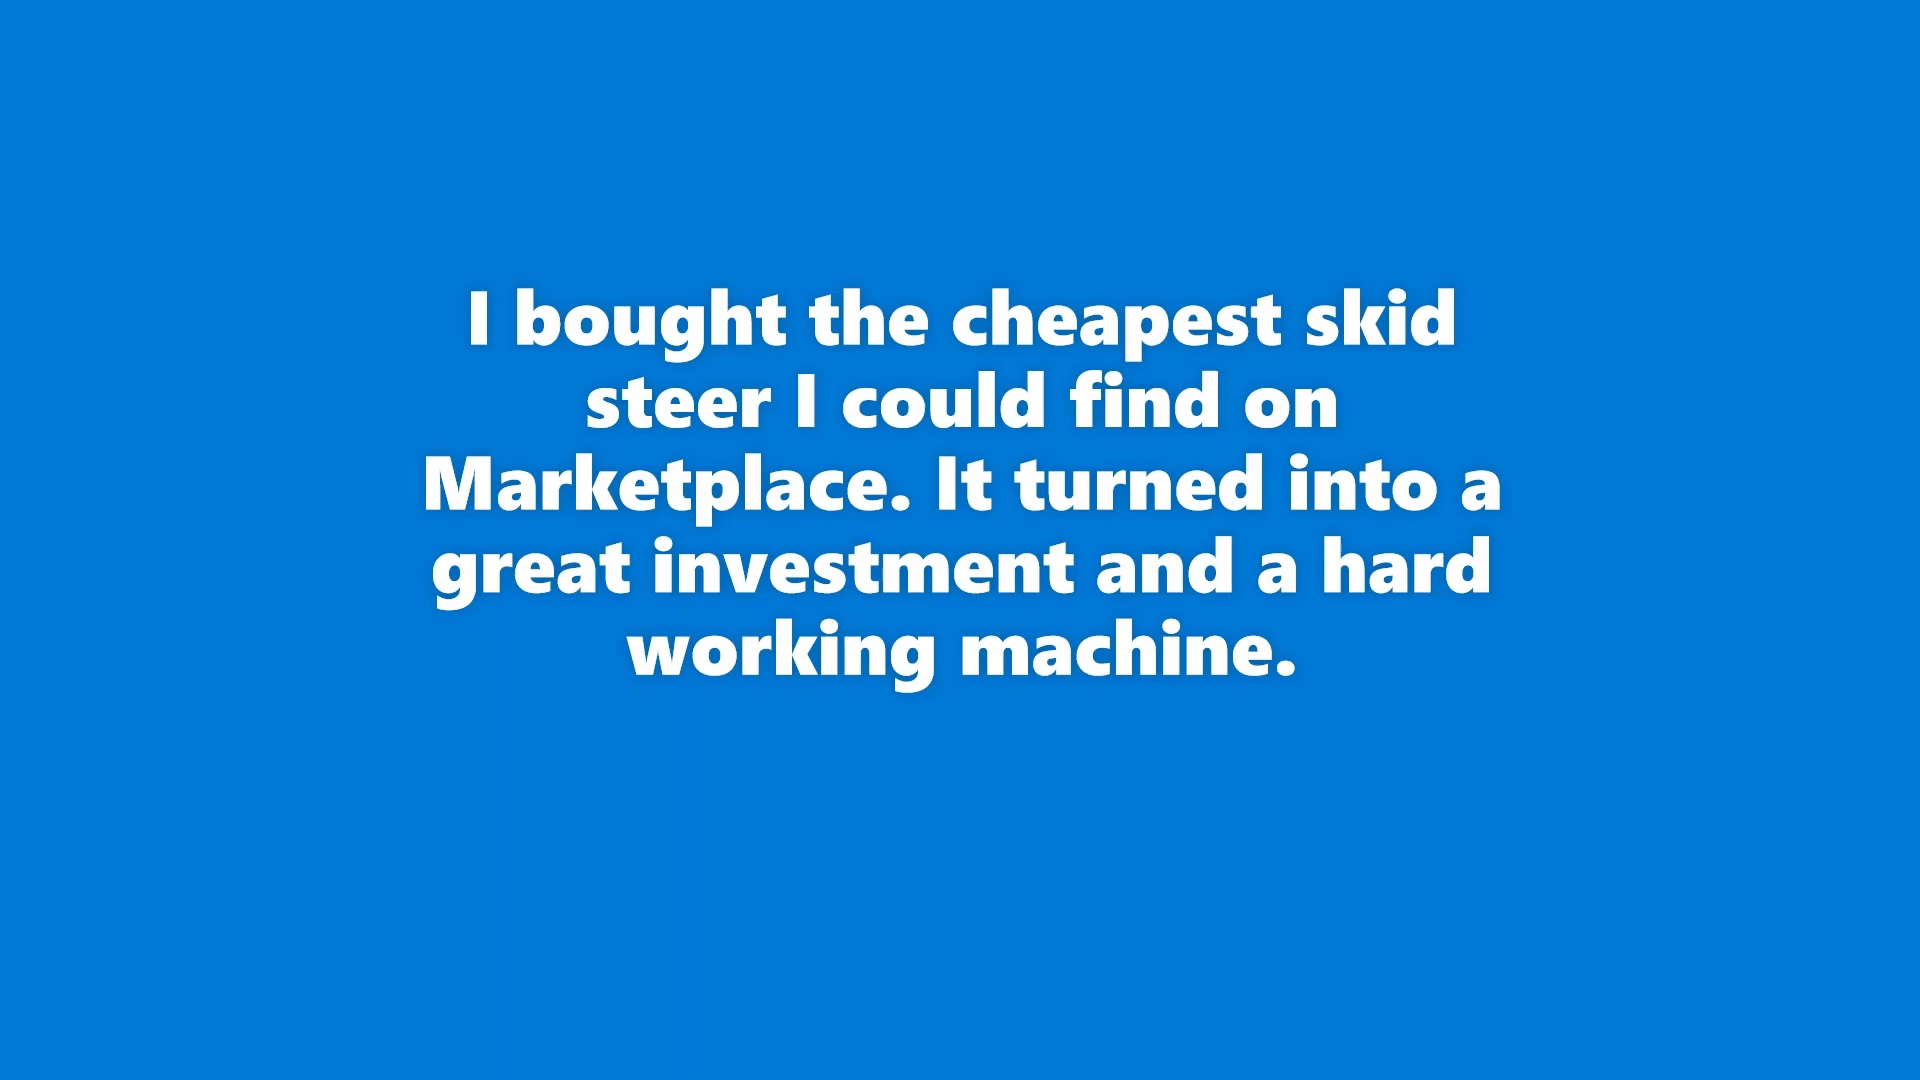 I bought the cheapest skid
steer I could find on
Marketplace. It turned into a
great investment and a hard
working machine.